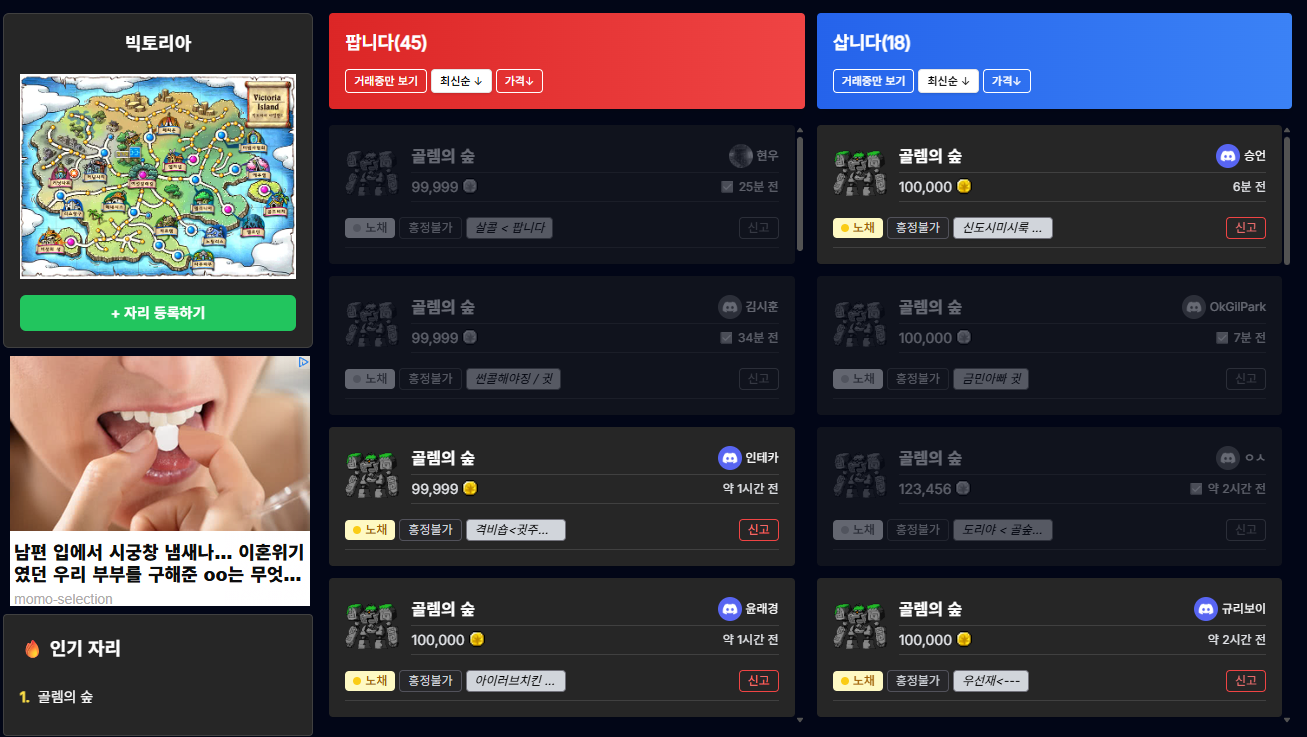 빅토리아
Victoria
Island
+ 자리 등록하기
남편 입에서 시궁창 냄새나... 이혼위기
였던 우리 부부를 구해준 oo는 무엇...
momo-selection
인기 자리
1. 골렘의 숲
팝니다(45)
거래중만 보기 최신순 ↓ 가격↓
골렘의 숲 현우
99,999 25분 전
노채 흥정불가 살콜 < 팝니다 신고
골렘의 숲 김시훈
99,999 34분 전
노채 흥정불가 썬콜해야징 / 귓 신고
골렘의 숲 인테카
99,999 약 1시간 전
노채 흥정불가 격비숍<귓주... 신고
골렘의 숲 윤래경
100,000 약 1시간 전
노채 흥정불가 아이러브치킨 ... 신고
삽니다(18)
거래중만 보기 최신순 ↓ 가격↓
골렘의 숲 승언
100,000 6분 전
노채 흥정불가 신도시미시룩 ... 신고
골렘의 숲 OkGilPark
100,000 7분 전
노채 흥정불가 금민아빠 귓 신고
골렘의 숲 ㅇㅅ
123,456 약 2시간 전
노채 흥정불가 도리야 < 골숲... 신고
골렘의 숲 규리보이
100,000 약 2시간 전
노채 흥정불가 우선재<--- 신고